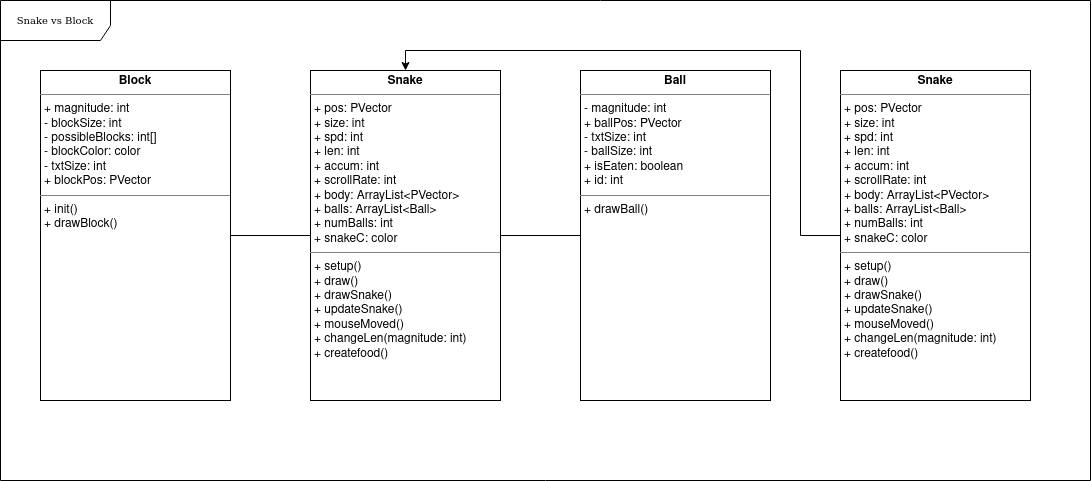 Snake vs Block
Block
+ magnitude: int
- blockSize: int
- possibleBlocks: int[]
- blockColor: color
- txtSize: int
+ blockPos: PVector
+ init()
+ drawBlock()
Snake
+ pos: PVector
+ size: int
+ spd: int
+ len: int
+ accum: int
+ scrollRate: int
+ body: ArrayList<PVector>
+ balls: ArrayList<Ball>
+ numBalls: int
+ snakeC: color
+ setup()
+ draw()
+ drawSnake()
+ updateSnake()
+ mouseMoved()
+ changeLen(magnitude: int)
+ createfood()
Ball
- magnitude: int
+ ballPos: PVector
- txtSize: int
- ballSize: int
+ isEaten: boolean
+ id: int
+ drawBall()
Snake
+ pos: PVector
+ size: int
+ spd: int
+ len: int
+ accum: int
+ scrollRate: int
+ body: ArrayList<PVector>
+ balls: ArrayList<Ball>
+ numBalls: int
+ snakeC: color
+ setup()
+ draw()
+ drawSnake()
+ updateSnake()
+ mouseMoved()
+ changeLen(magnitude: int)
+ createfood()